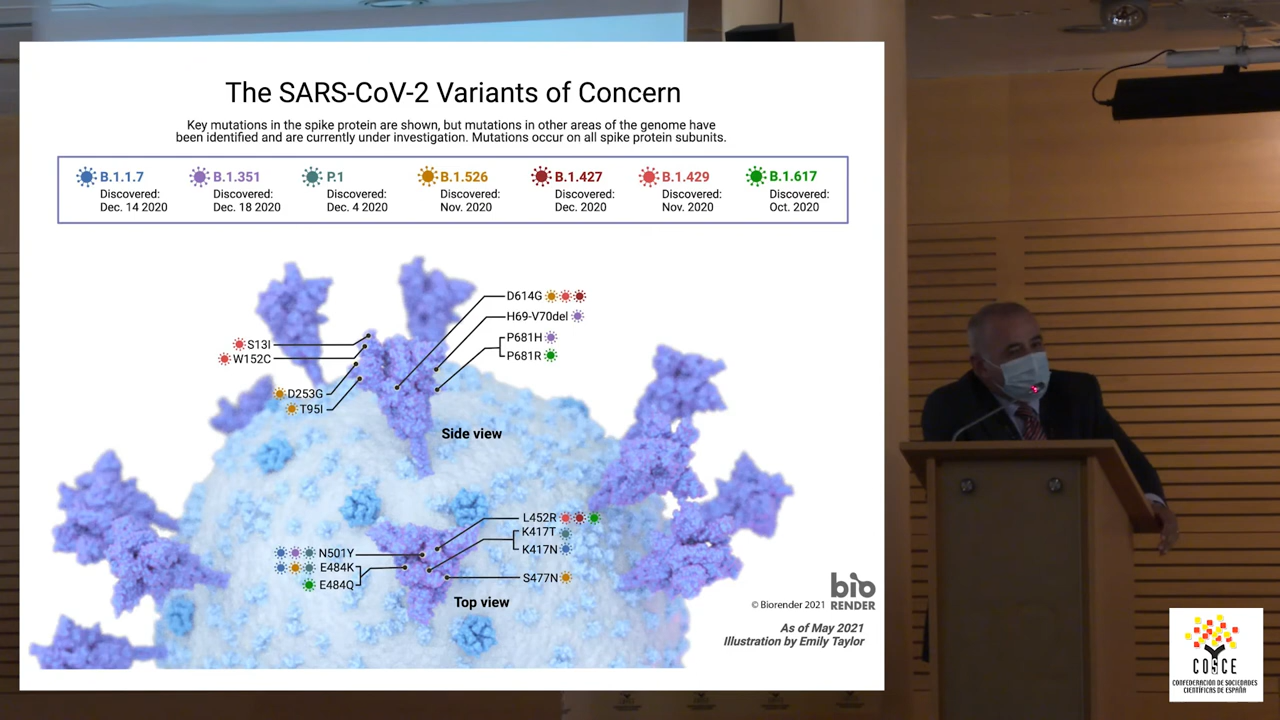 The SARS-CoV-2 Variants of Concern
Key mutations in the spike protein are shown, but mutations in other areas of the genome have
been identified and are currently under investigation. Mutations occur on all spike protein subunits.
B.1.1.7
Discovered:
Dec. 14 2020
B.1.351
Discovered:
Dec. 18 2020
P.1
Discovered:
Dec. 4 2020
B.1.526
Discovered:
Nov. 2020
B.1.427
Discovered:
Dec. 2020
B.1.429
Discovered:
Nov. 2020
B.1.617
Discovered:
Oct. 2020
S13I
W152C
D253G
T95I
D614G
H69-V70del
P681H
P681R
Side view
N501Y
E484K
E484Q
L452R
K417T
K417N
S477N
Top view
© Biorender 2021
bio
RENDER
As of May 2021
Illustration by Emily Taylor
COSCE
CONFEDERACIÓN DE SOCIEDADES
CIENTÍFICAS DE ESPAÑA